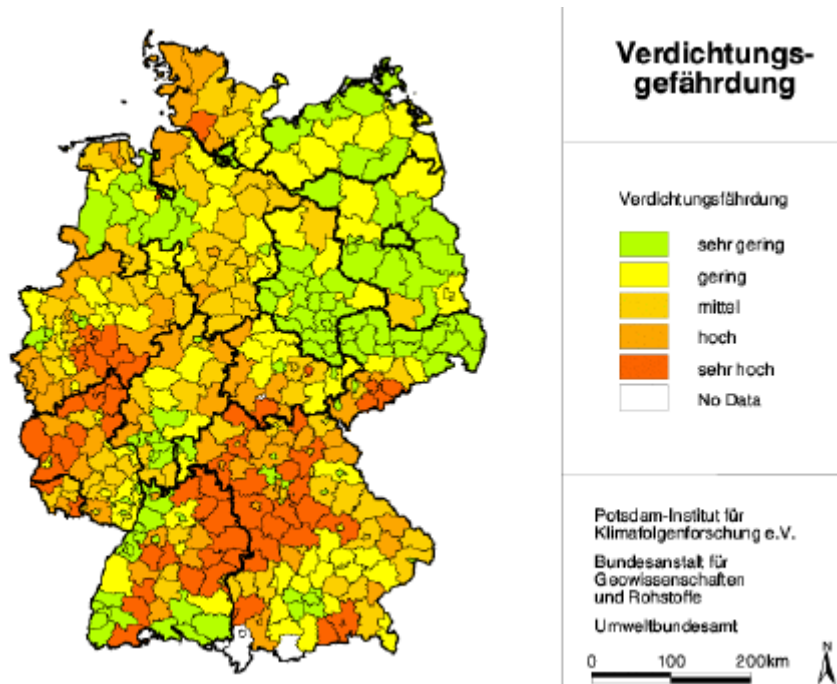 Verdichtungs-
gefährdung
Verdichtungsfährdung
sehr gering
gering
mittel
hoch
sehr hoch
No Data
Potsdam-Institut für
Klimafolgenforschung e.V.
Bundesanstalt für
Geowissenschaften
und Rohstoffe
Umweltbundesamt
0 100 200km
N